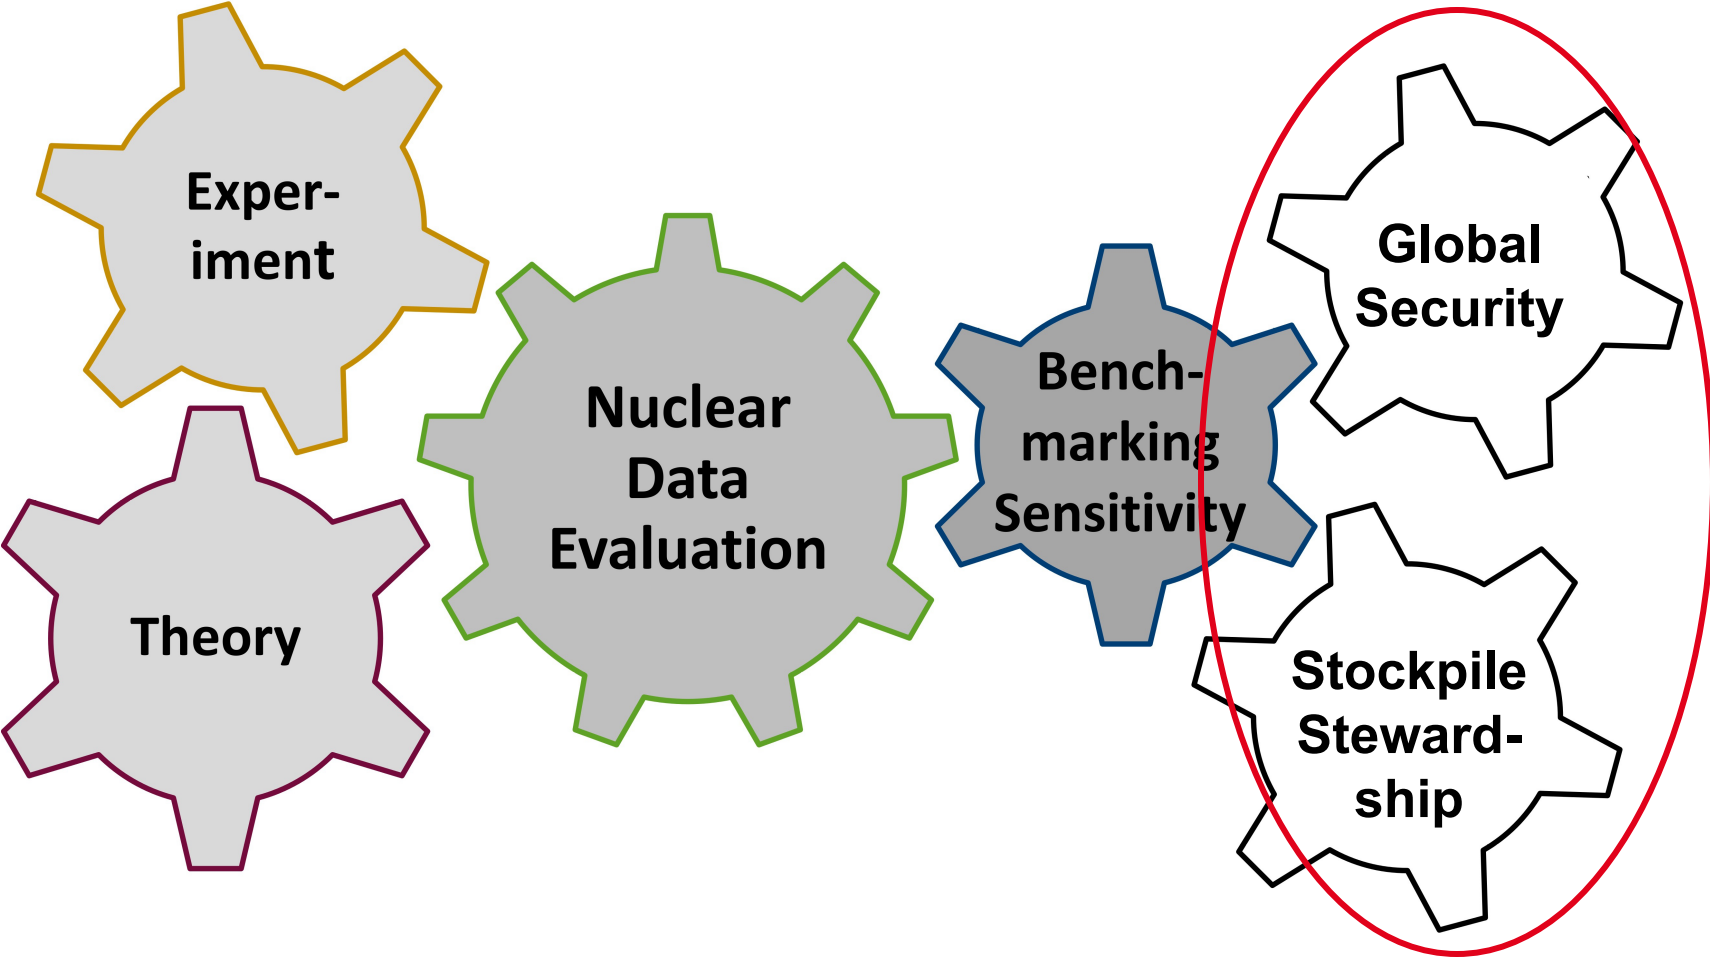 Exper-
iment
Theory
Nuclear
Data
Evaluation
Bench-
marking
Sensitivity
Global
Security
Stockpile
Steward-
ship